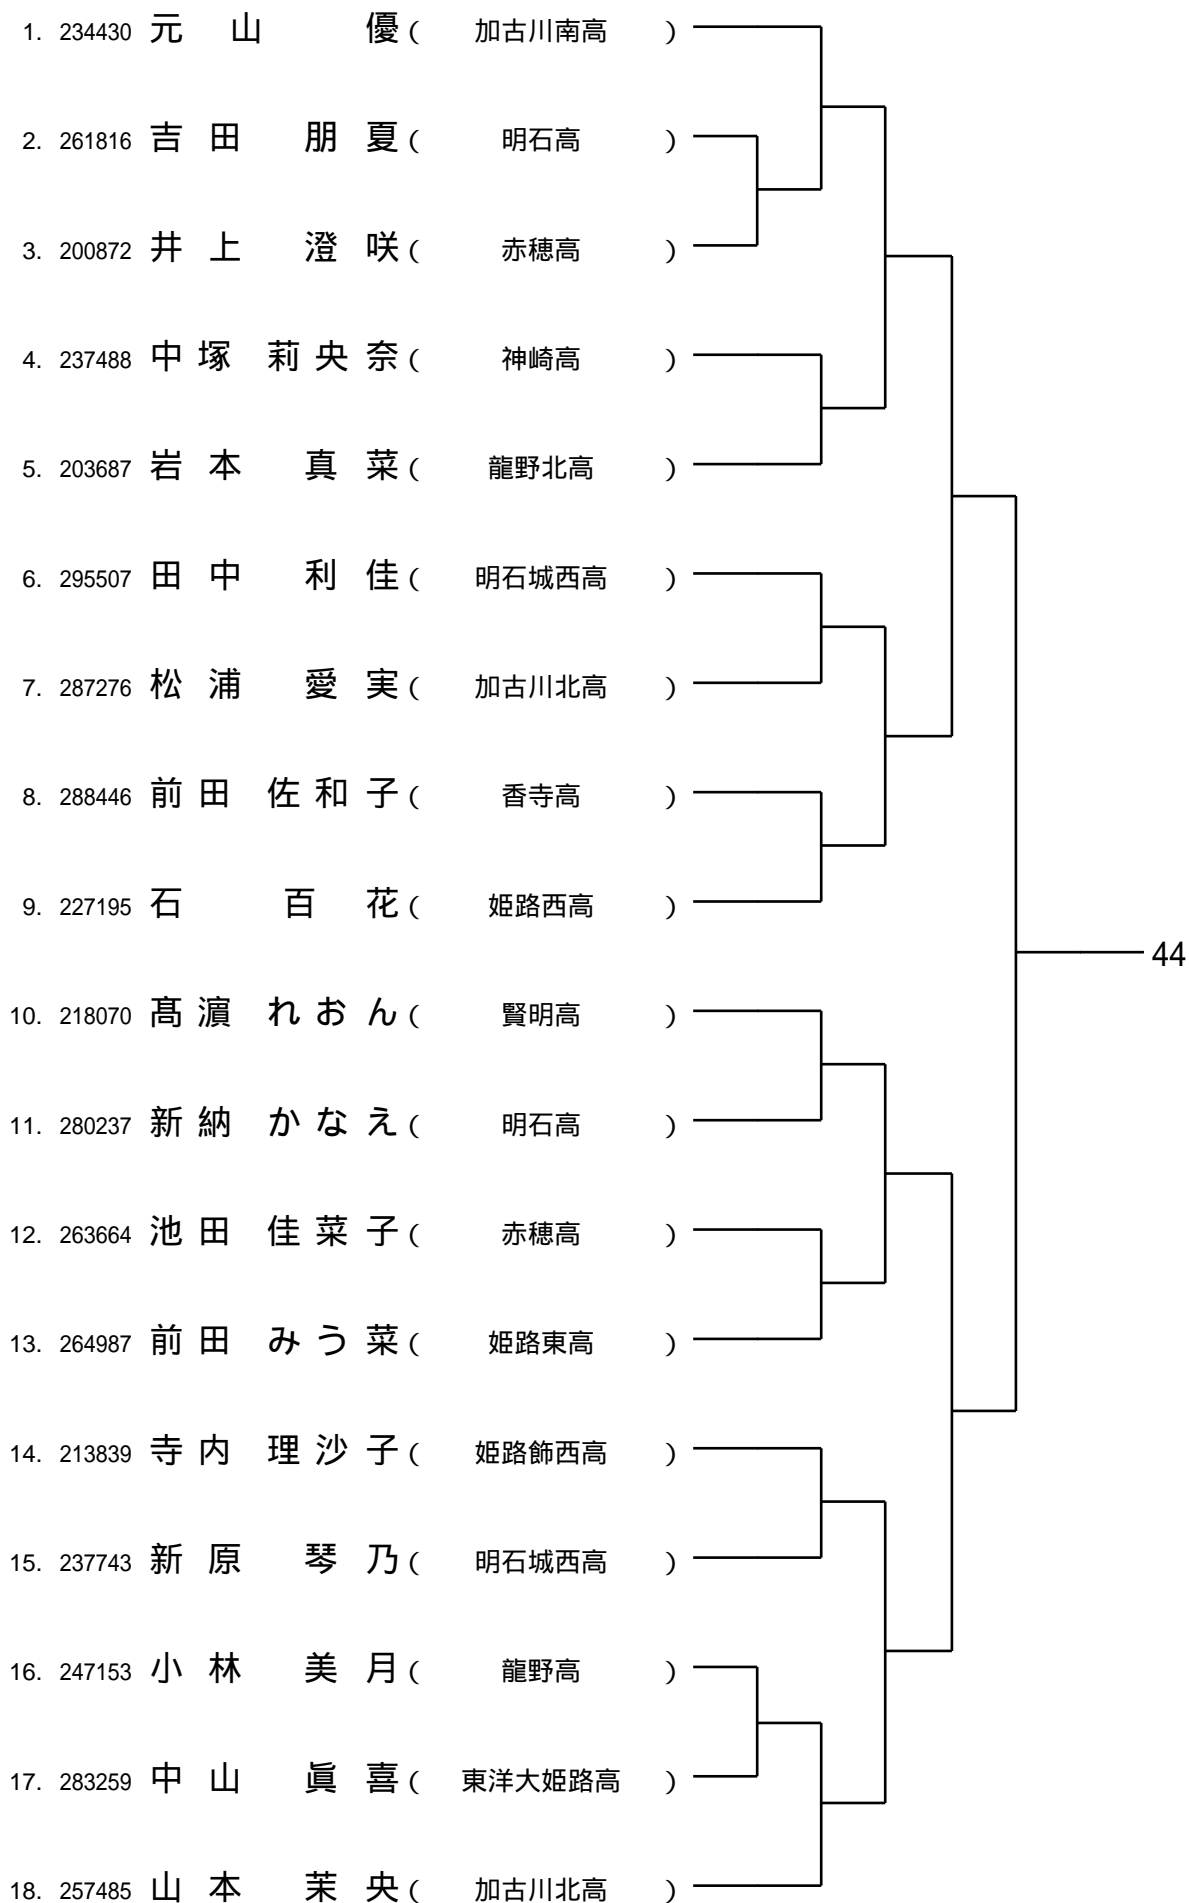 1. 234430 元 山 優 ( 加古川南高 )
2. 261816 吉 田 朋 夏 ( 明石高 )
3. 200872 井 上 澄 咲 ( 赤穂高 )
4. 237488 中 塚 莉 央 奈 ( 神崎高 )
5. 203687 岩 本 真 菜 ( 龍野北高 )
6. 295507 田 中 利 佳 ( 明石城西高 )
7. 287276 松 浦 愛 実 ( 加古川北高 )
8. 288446 前 田 佐 和 子 ( 香寺高 )
9. 227195 石 百 花 ( 姫路西高 )
44
10. 218070 髙 濵 れ お ん ( 賢明高 )
11. 280237 新 納 か な え ( 明石高 )
12. 263664 池 田 佳 菜 子 ( 赤穂高 )
13. 264987 前 田 み う 菜 ( 姫路東高 )
14. 213839 寺 内 理 沙 子 ( 姫路飾西高 )
15. 237743 新 原 琴 乃 ( 明石城西高 )
16. 247153 小 林 美 月 ( 龍野高 )
17. 283259 中 山 眞 喜 ( 東洋大姫路高 )
18. 257485 山 本 茉 央 ( 加古川北高 )